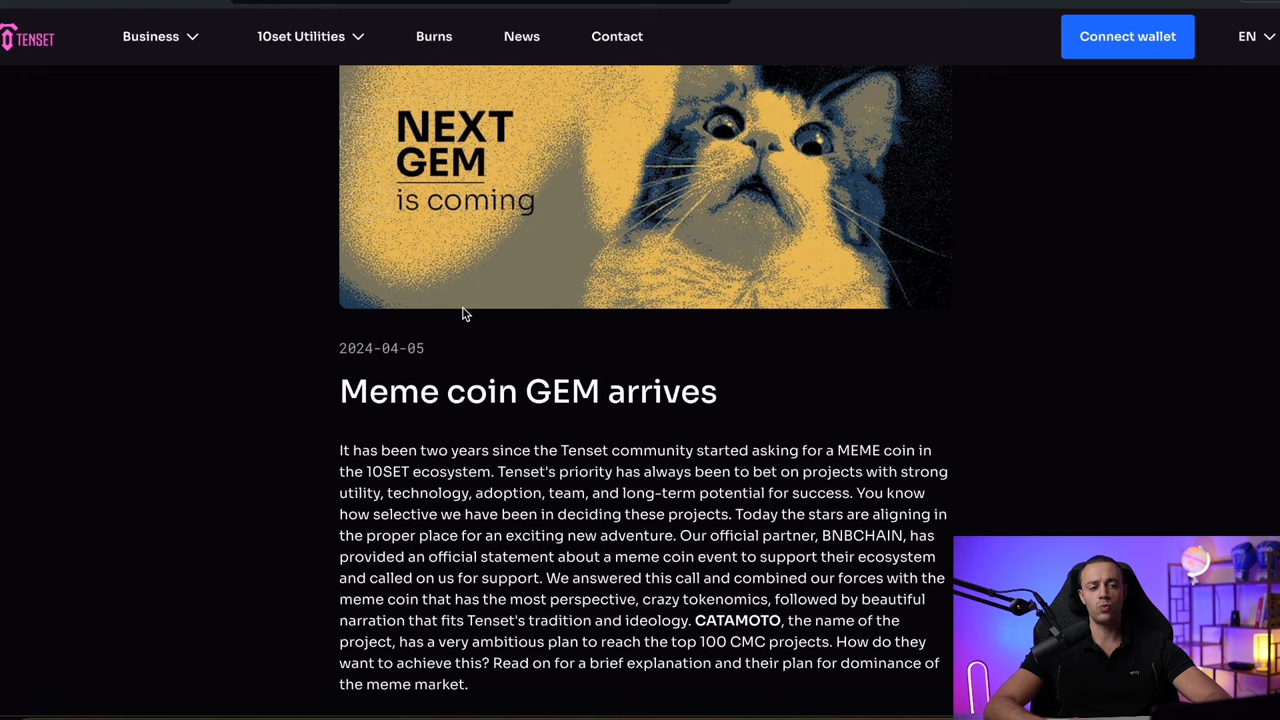 TENSET
Business
10set Utilities
Burns
News
Contact
Connect wallet
EN
NEXT
GEM
is coming
2024-04-05
Meme coin GEM arrives
It has been two years since the Tenset community started asking for a MEME coin in
the 10SET ecosystem. Tenset's priority has always been to bet on projects with strong
utility, technology, adoption, team, and long-term potential for success. You know
how selective we have been in deciding these projects. Today the stars are aligning in
the proper place for an exciting new adventure. Our official partner, BNBCHAIN, has
provided an official statement about a meme coin event to support their ecosystem
and called on us for support. We answered this call and combined our forces with the
meme coin that has the most perspective, crazy tokenomics, followed by beautiful
narration that fits Tenset's tradition and ideology. CATAMOTO, the name of the
project, has a very ambitious plan to reach the top 100 CMC projects. How do they
want to achieve this? Read on for a brief explanation and their plan for dominance of
the meme market.